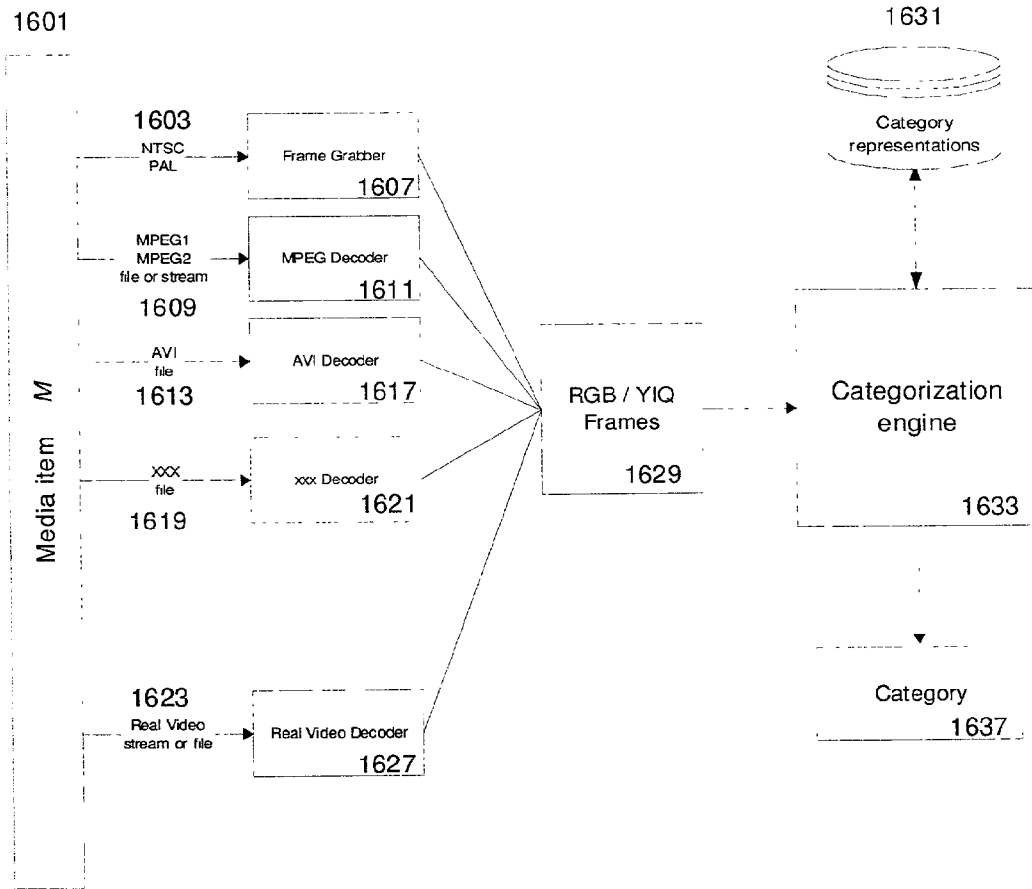 1601
Media item M
1603
NTSC
PAL
Frame Grabber
1607
MPEG1
MPEG2
file or stream
1609
MPEG Decoder
1611
AVI
file
1613
AVI Decoder
1617
XXX
file
1619
xxx Decoder
1621
1623
Real Video
stream or file
Real Video Decoder
1627
RGB / YIQ
Frames
1629
1631
Category
representations
Categorization
engine
1633
Category
1637